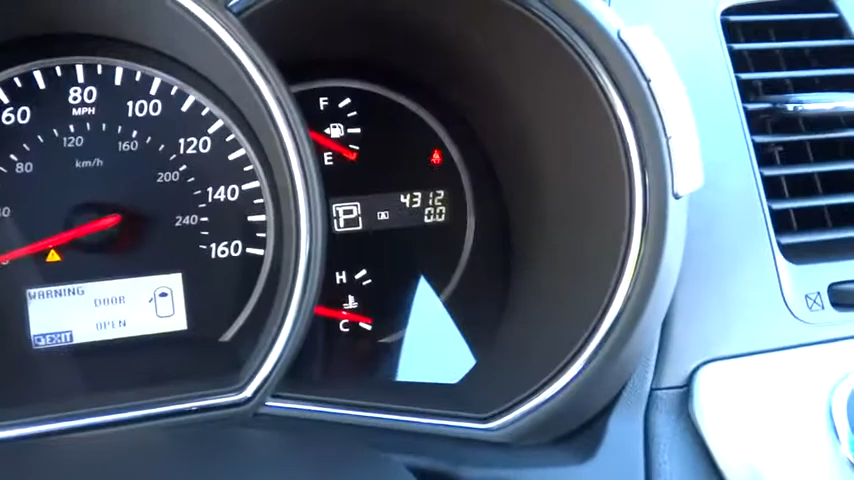 60 80 100 120 140 160
MPH
80 120 160 200 240
km/h
WARNING
DOOR
OPEN
EXIT
F
E
P A 4312
0.0
H
C